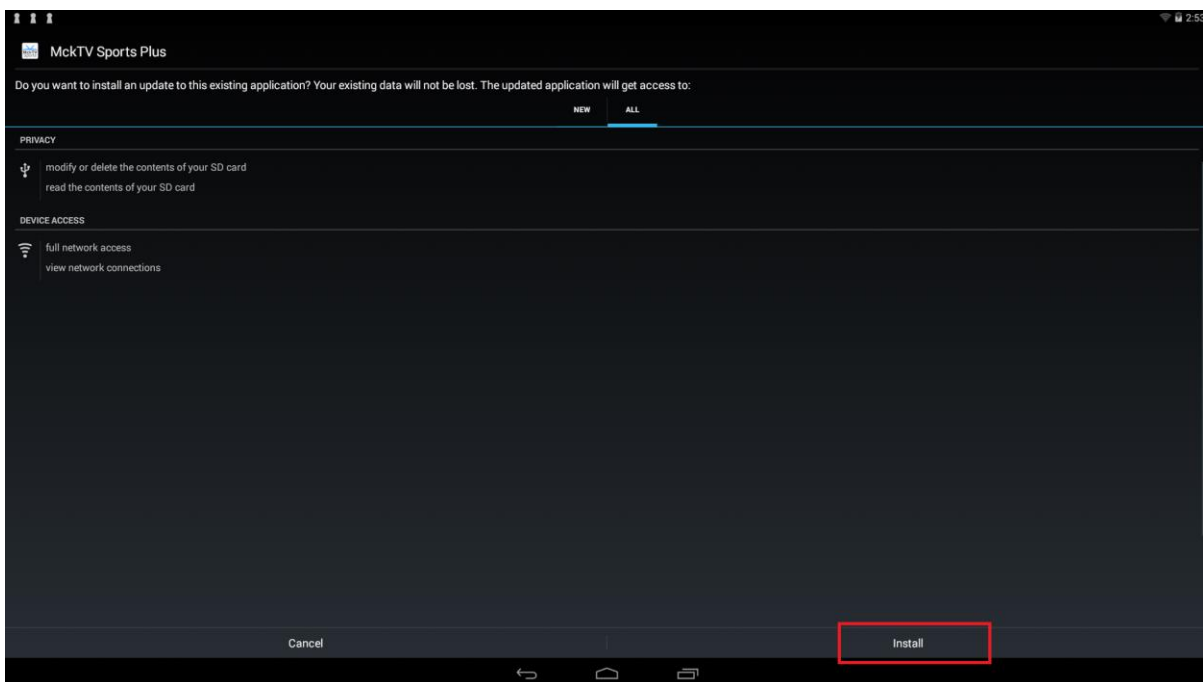 2:53
MckTV Sports Plus
Do you want to install an update to this existing application? Your existing data will not be lost. The updated application will get access to:
NEW ALL
PRIVACY
modify or delete the contents of your SD card
read the contents of your SD card
DEVICE ACCESS
full network access
view network connections
Cancel Install